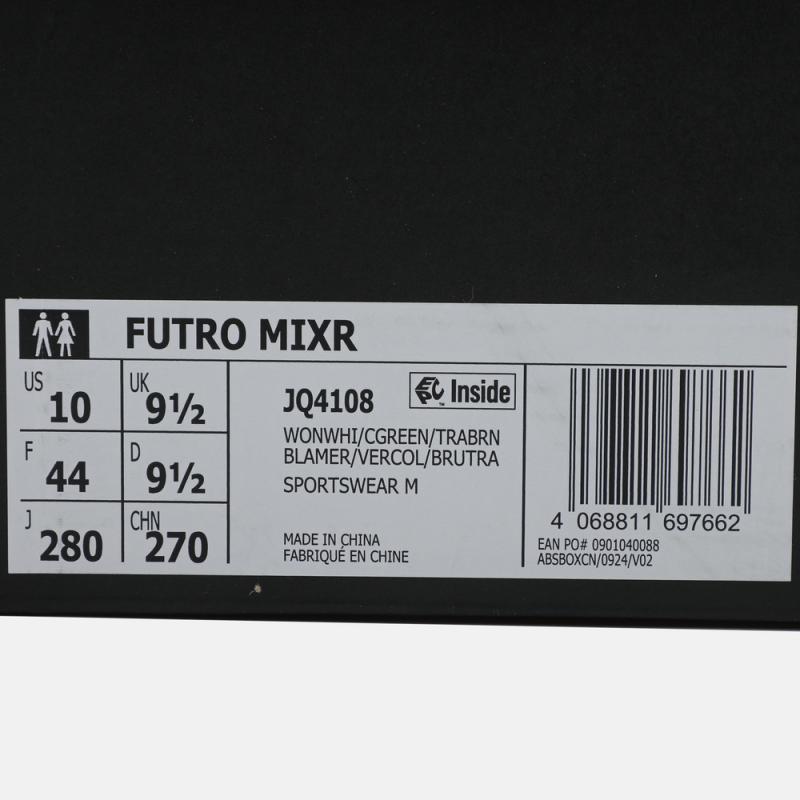 FUTRO MIXR
US 10
UK 9½
F 44
D 9½
J 280
CHN 270
JQ4108
Inside
WONWHI/CGREEN/TRABRN
BLAMER/VERCOL/BRUTRA
SPORTSWEAR M
MADE IN CHINA
FABRIQUÉ EN CHINE
4 068811 697662
EAN PO# 0901040088
ABSBOXCN/0924/V02